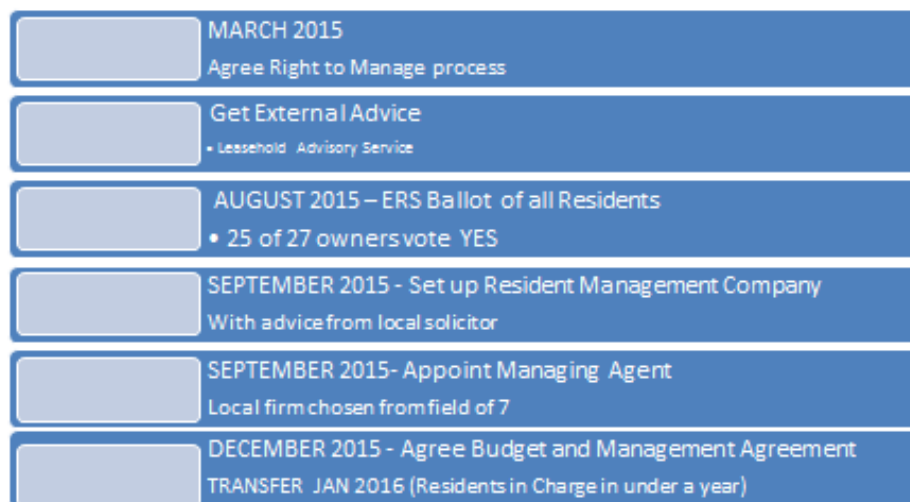 MARCH 2015
Agree Right to Manage process
Get External Advice
• Leasehold Advisory Service
AUGUST 2015 – ERS Ballot of all Residents
• 25 of 27 owners vote YES
SEPTEMBER 2015 - Set up Resident Management Company
With advice from local solicitor
SEPTEMBER 2015- Appoint Managing Agent
Local firm chosen from field of 7
DECEMBER 2015 - Agree Budget and Management Agreement
TRANSFER JAN 2016 (Residents in Charge in under a year)